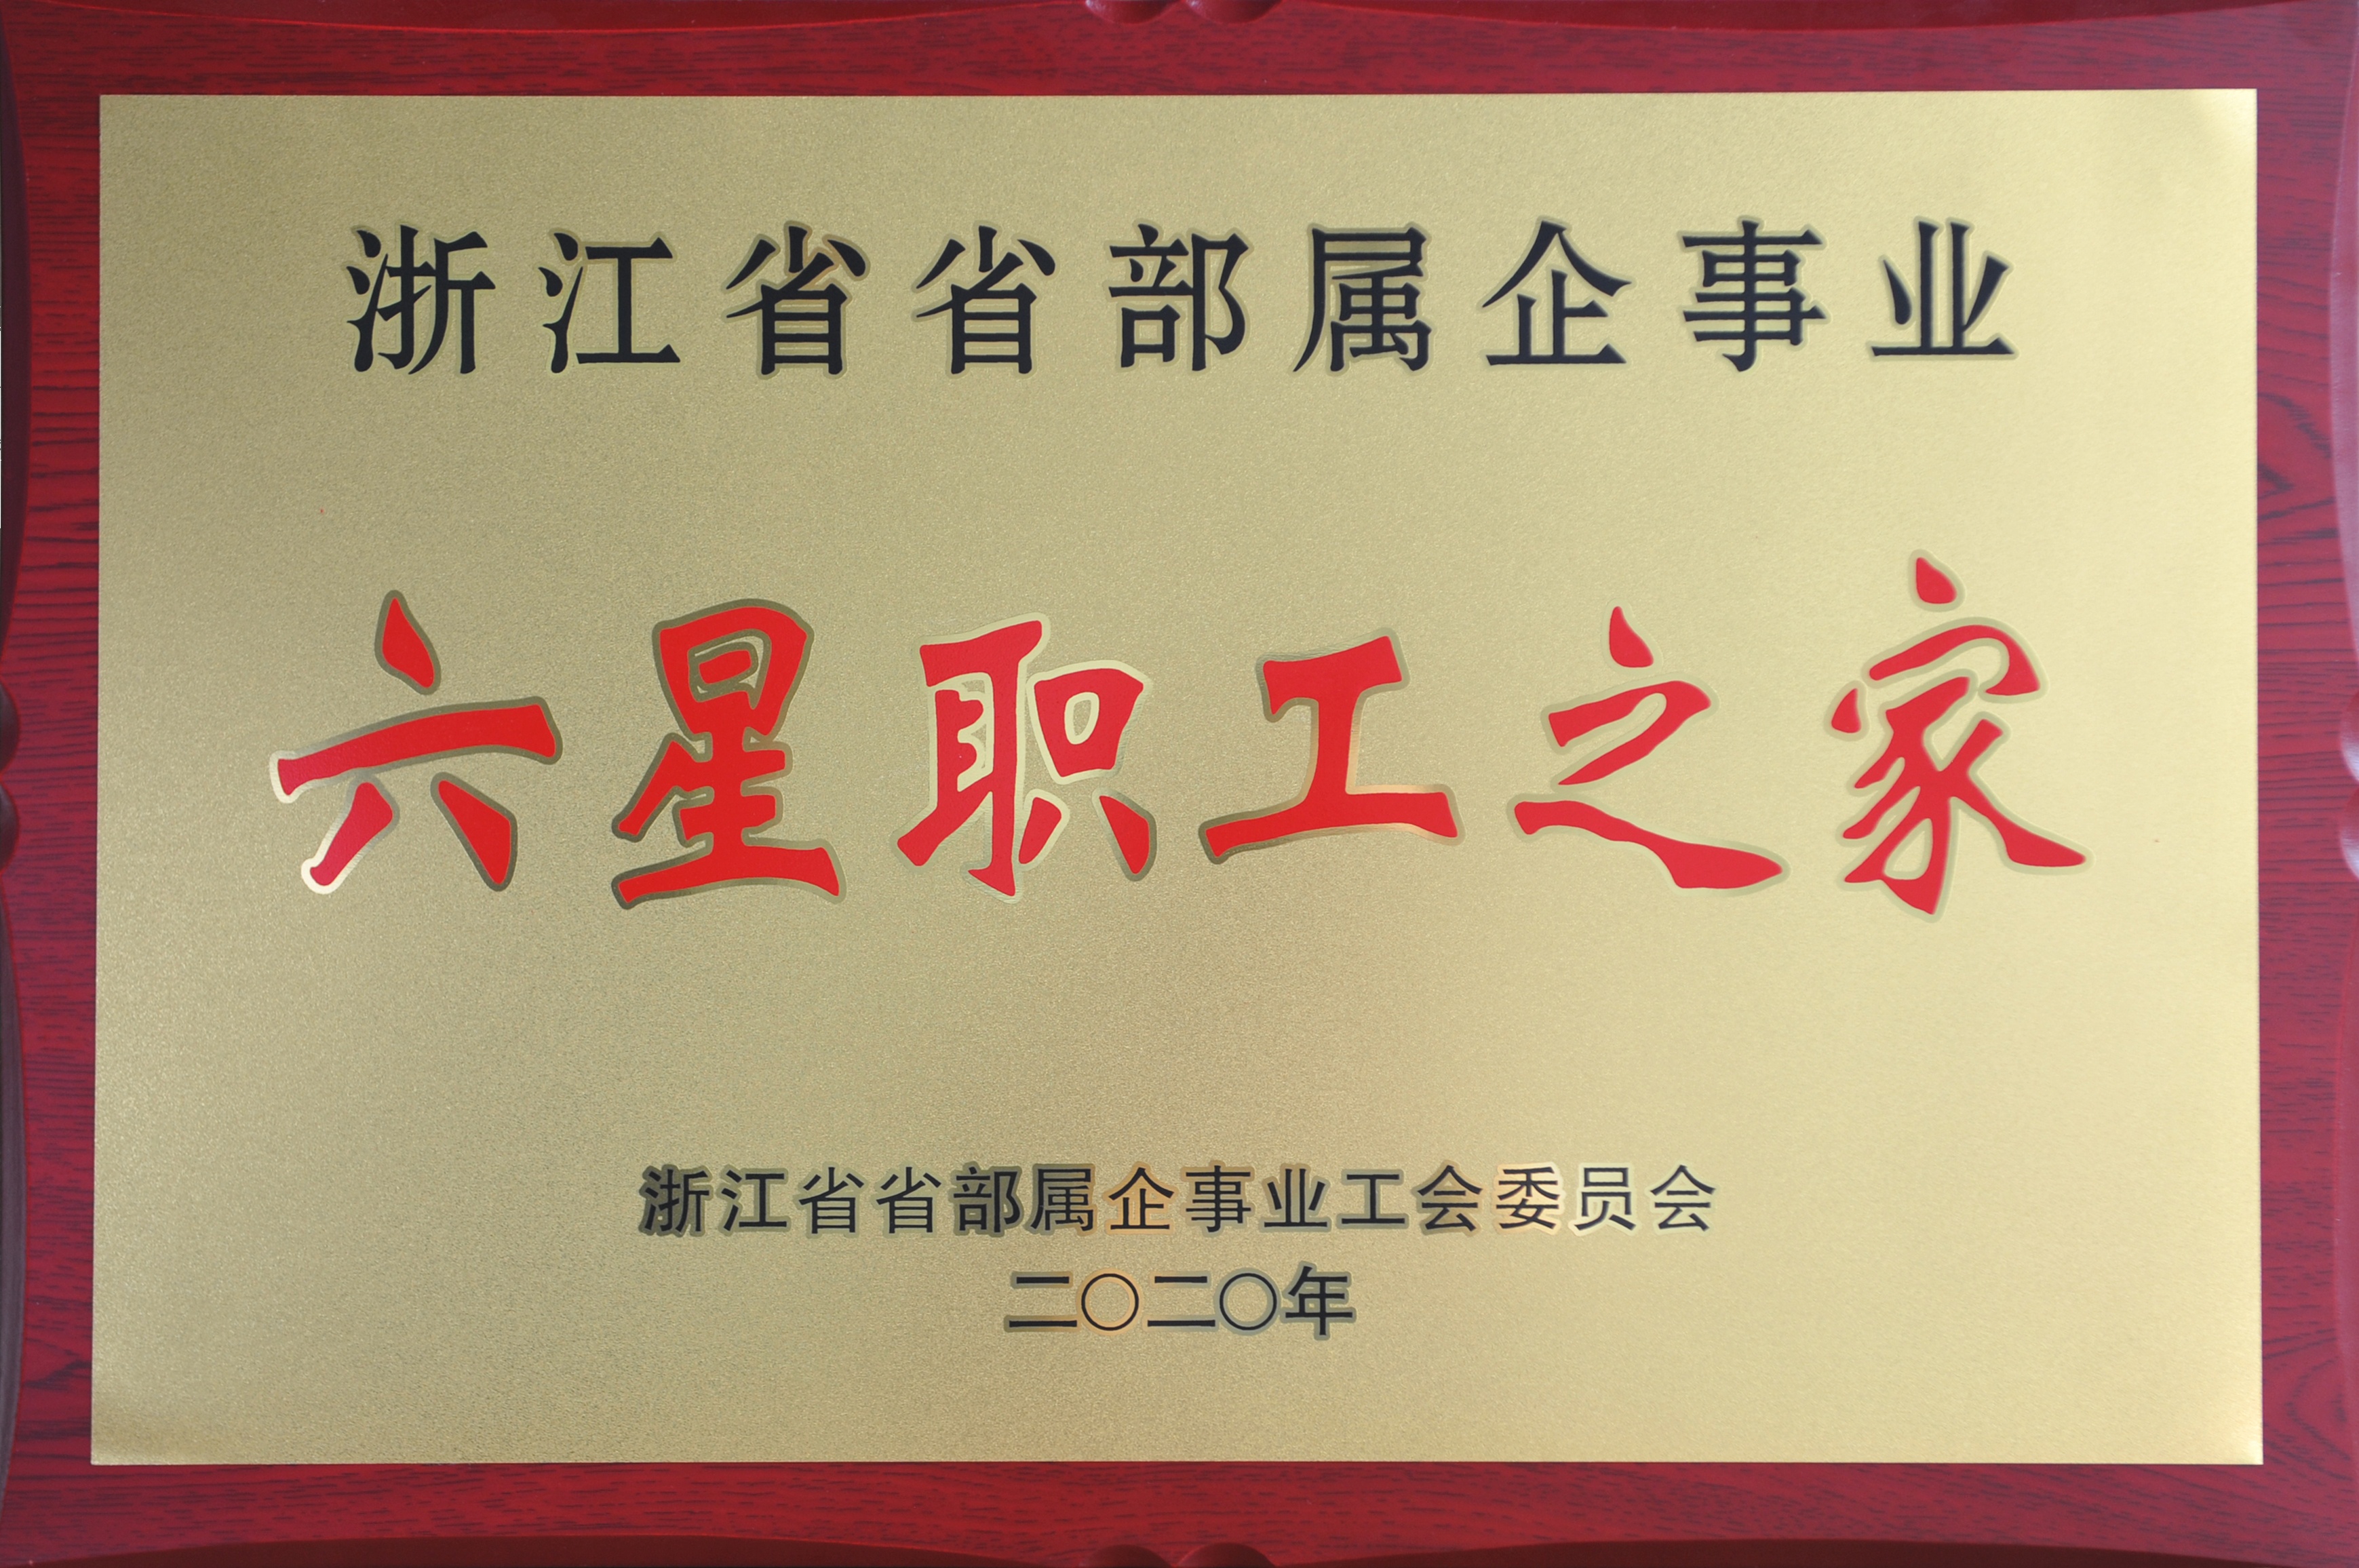 浙江省省部属企事业
六星职工之家
浙江省省部属企事业工会委员会
二〇二〇年